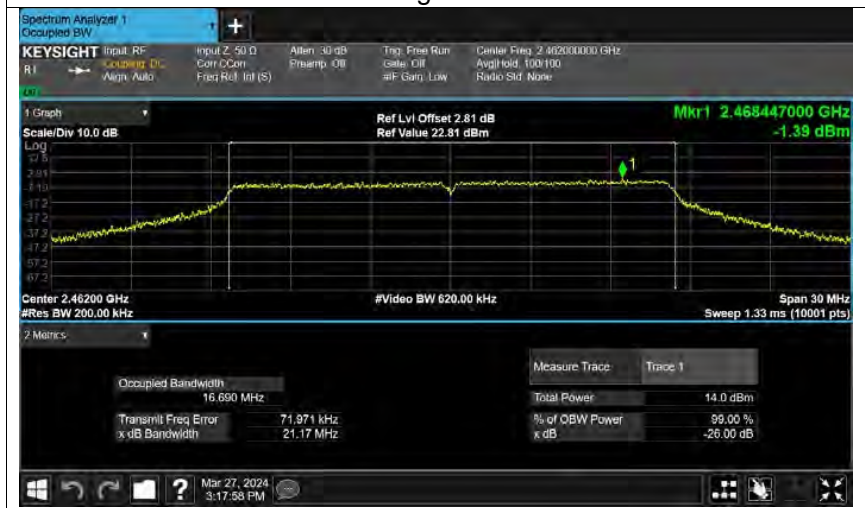 Spectrum Analyzer 1
Occupied BW
+
KEYSIGHT Input: RF Input Z: 50 Ω Atten: 30 dB Trig: Free Run Center Freq: 2.462000000 GHz
RL Coupling: DC Corr CCorr Preamp: Off Gate: Off Avg|Hold: 100/100
Align: Auto Freq Ref: Int (S) #IF Gain: Low Radio Std: None
1 Graph
Ref Lvl Offset 2.81 dB Mkr1 2.468447000 GHz
Scale/Div 10.0 dB Ref Value 22.81 dBm -1.39 dBm
Log
1
Center 2.46200 GHz #Video BW 620.00 kHz Span 30 MHz
#Res BW 200.00 kHz Sweep 1.33 ms (10001 pts)
2 Metrics
Measure Trace Trace 1
Occupied Bandwidth
16.690 MHz Total Power 14.0 dBm
Transmit Freq Error 71.971 kHz % of OBW Power 99.00 %
x dB Bandwidth 21.17 MHz x dB -26.00 dB
? Mar 27, 2024
3:17:58 PM